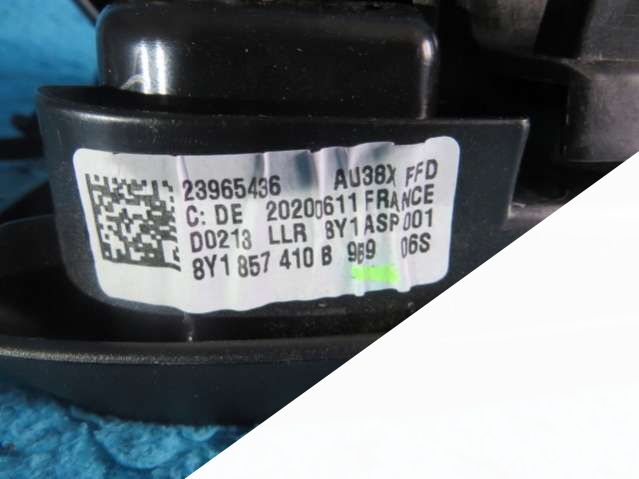 23965436 AU38X FFD
C: DE 20200611 FRANCE
D0213 LLR 8Y1ASP001
8Y1 857 410 B 9B9 06S